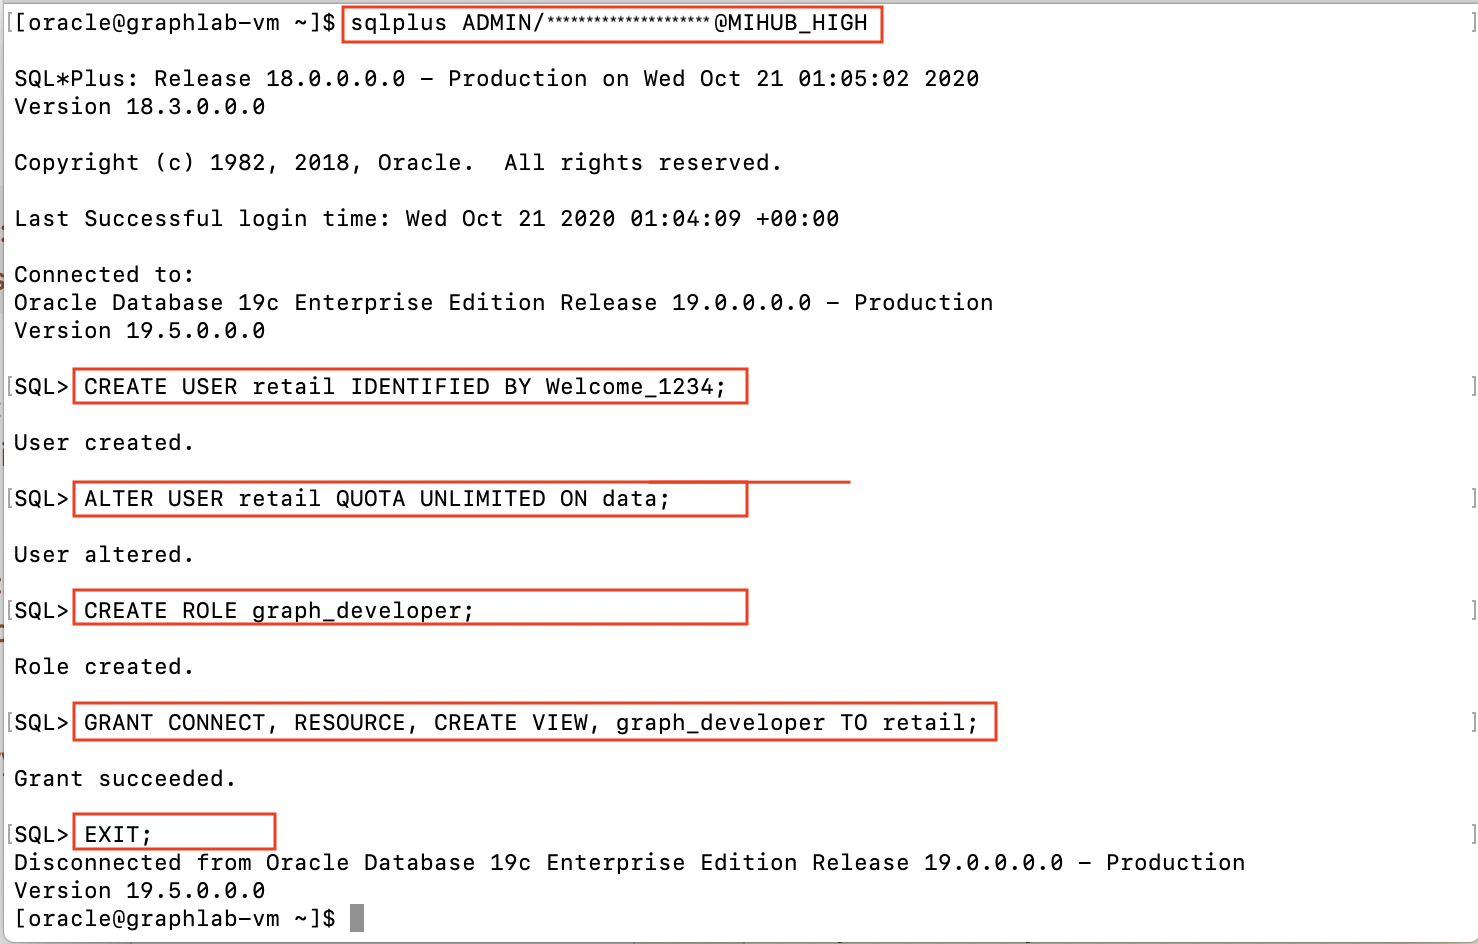 [oracle@graphlab-vm ~]$ sqlplus ADMIN/*********************@MIHUB_HIGH
SQL*Plus: Release 18.0.0.0.0 - Production on Wed Oct 21 01:05:02 2020
Version 18.3.0.0.0
Copyright (c) 1982, 2018, Oracle.  All rights reserved.
Last Successful login time: Wed Oct 21 2020 01:04:09 +00:00
Connected to:
Oracle Database 19c Enterprise Edition Release 19.0.0.0.0 - Production
Version 19.5.0.0.0
SQL> CREATE USER retail IDENTIFIED BY Welcome_1234;
User created.
SQL> ALTER USER retail QUOTA UNLIMITED ON data;
User altered.
SQL> CREATE ROLE graph_developer;
Role created.
SQL> GRANT CONNECT, RESOURCE, CREATE VIEW, graph_developer TO retail;
Grant succeeded.
SQL> EXIT;
Disconnected from Oracle Database 19c Enterprise Edition Release 19.0.0.0.0 - Production
Version 19.5.0.0.0
[oracle@graphlab-vm ~]$